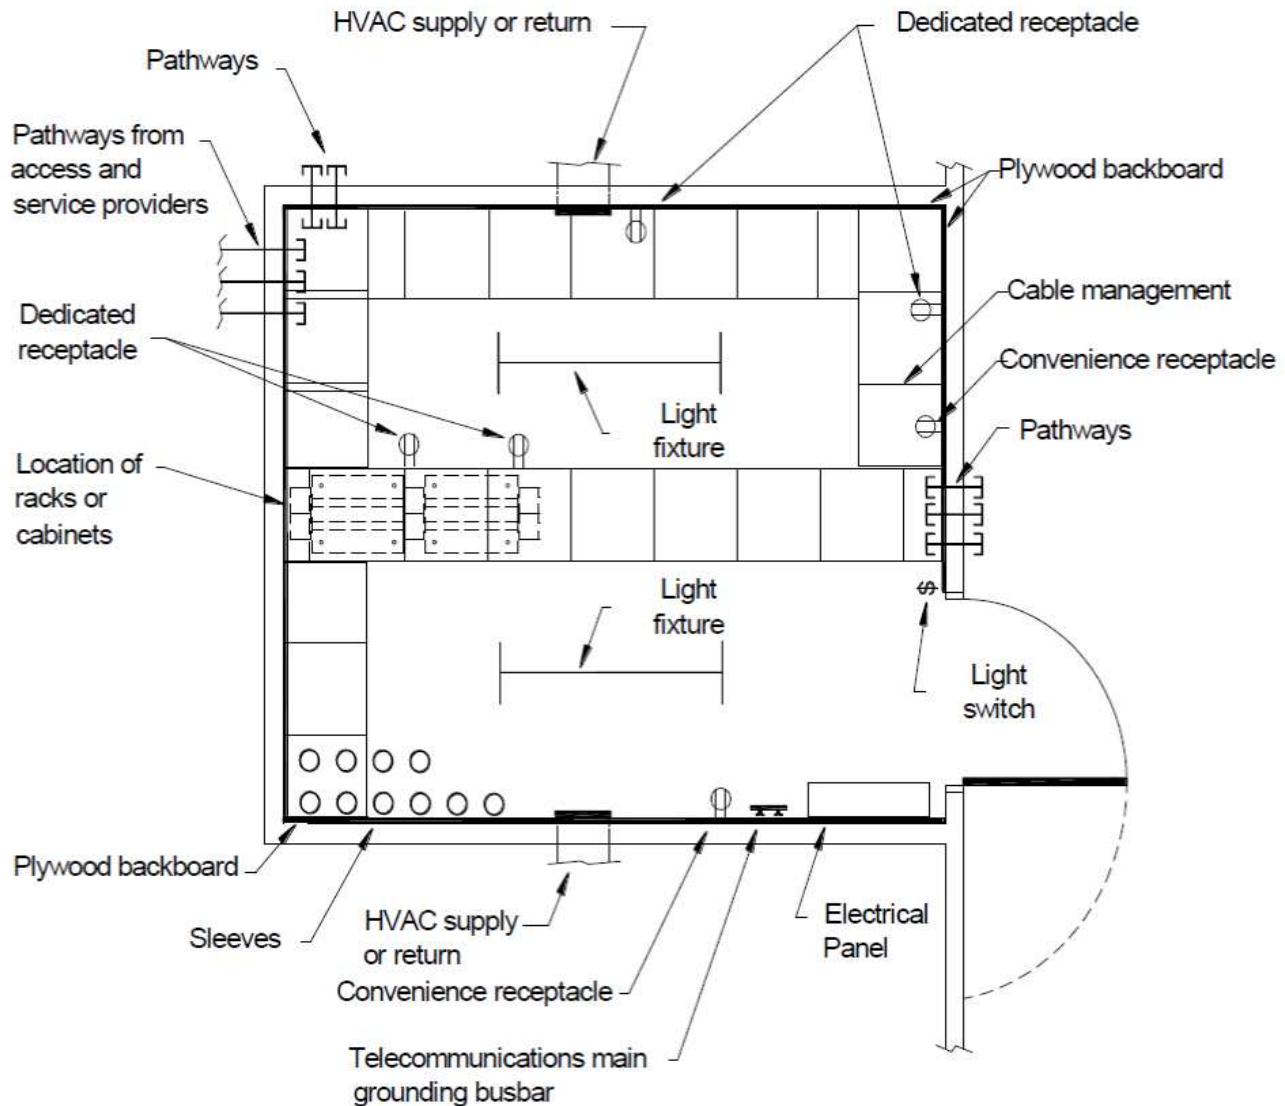 HVAC supply or return
Dedicated receptacle
Pathways
Pathways from
access and
service providers
Plywood backboard
Cable management
Dedicated
receptacle
Convenience receptacle
Light
fixture
Pathways
Location of
racks or
cabinets
$
Light
fixture
Light
switch
Plywood backboard
Sleeves
HVAC supply
or return
Electrical
Panel
Convenience receptacle
Telecommunications main
grounding busbar